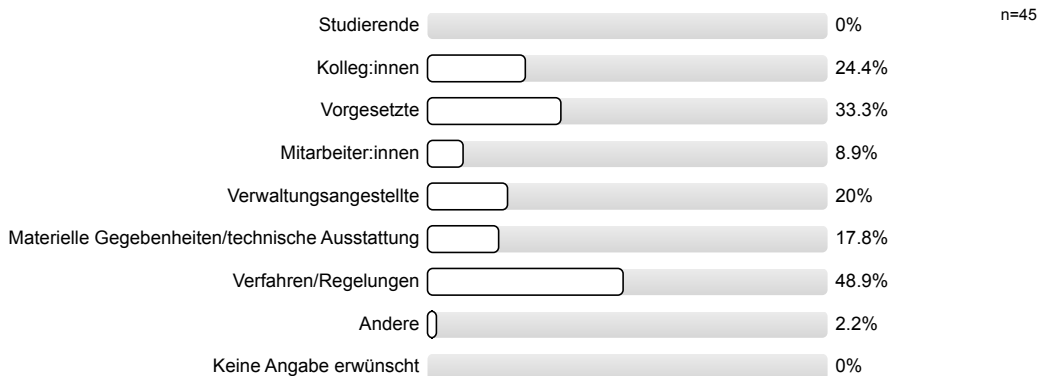 n=45
Studierende 0%
Kolleg:innen 24.4%
Vorgesetzte 33.3%
Mitarbeiter:innen 8.9%
Verwaltungsangestellte 20%
Materielle Gegebenheiten/technische Ausstattung 17.8%
Verfahren/Regelungen 48.9%
Andere 2.2%
Keine Angabe erwünscht 0%